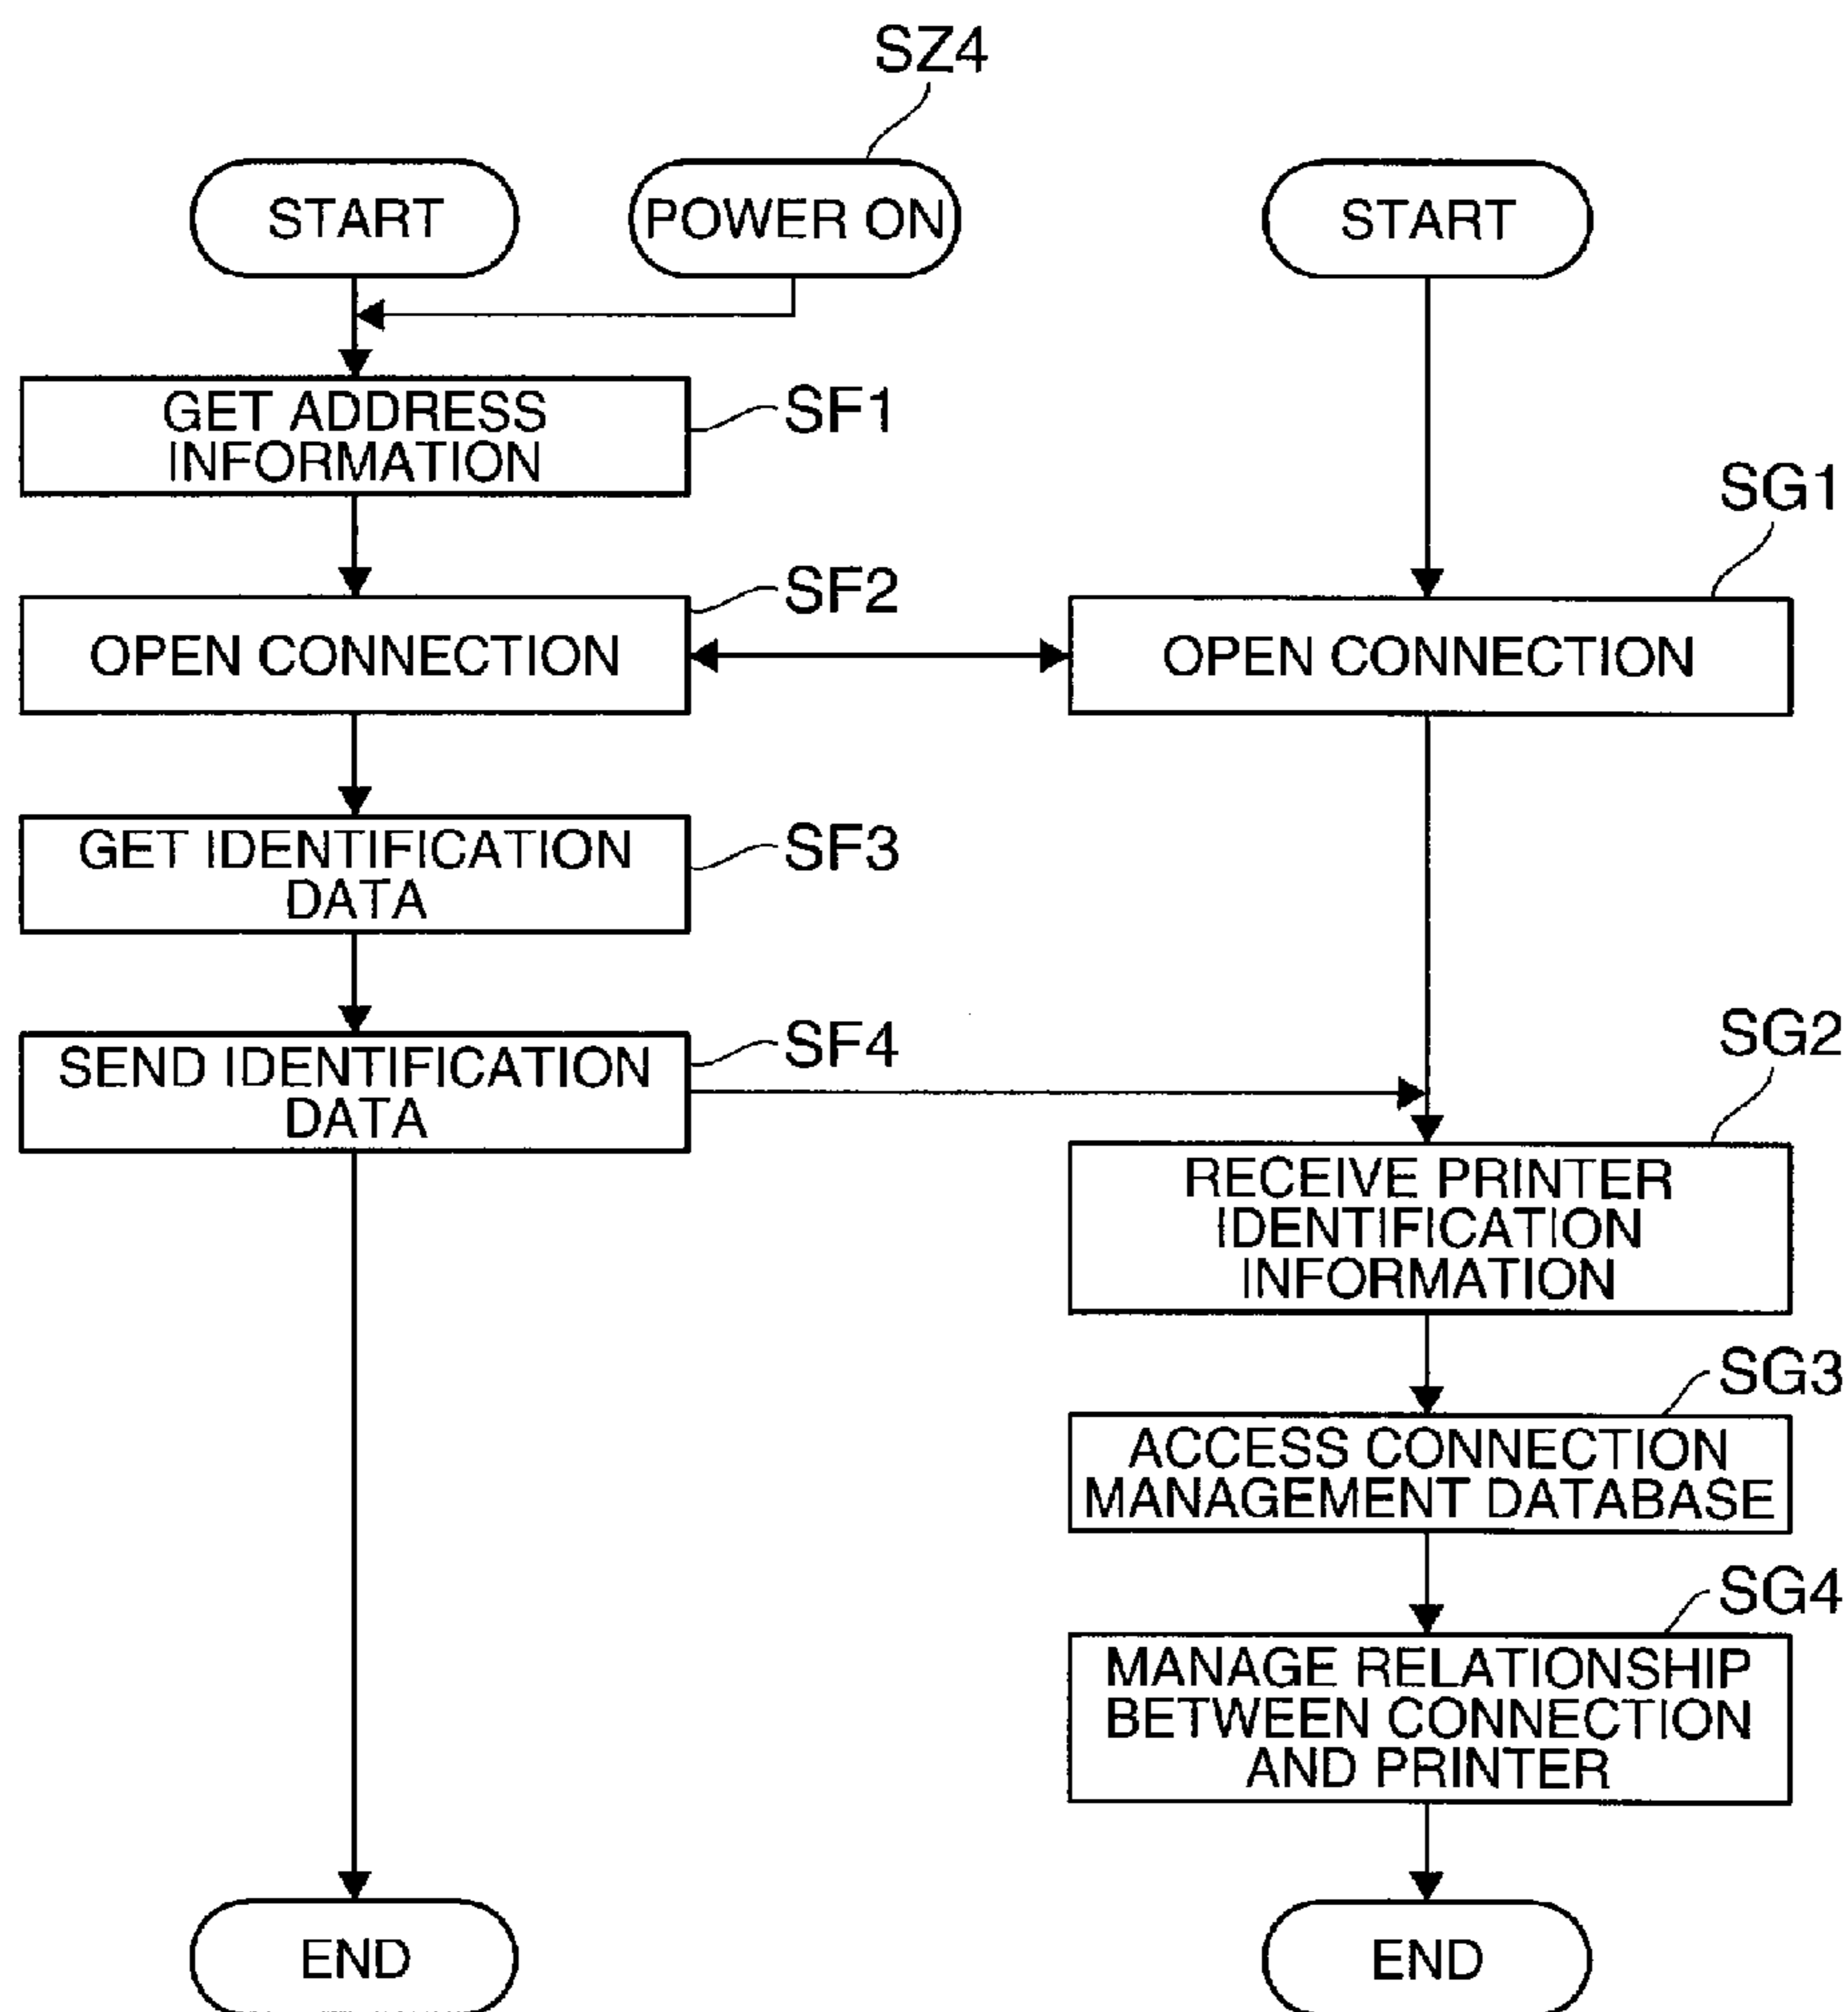 SZ4
START
POWER ON
START
GET ADDRESS
INFORMATION
SF1
SG1
OPEN CONNECTION
SF2
OPEN CONNECTION
GET IDENTIFICATION
DATA
SF3
SEND IDENTIFICATION
DATA
SF4
SG2
RECEIVE PRINTER
IDENTIFICATION
INFORMATION
SG3
ACCESS CONNECTION
MANAGEMENT DATABASE
SG4
MANAGE RELATIONSHIP
BETWEEN CONNECTION
AND PRINTER
END
END